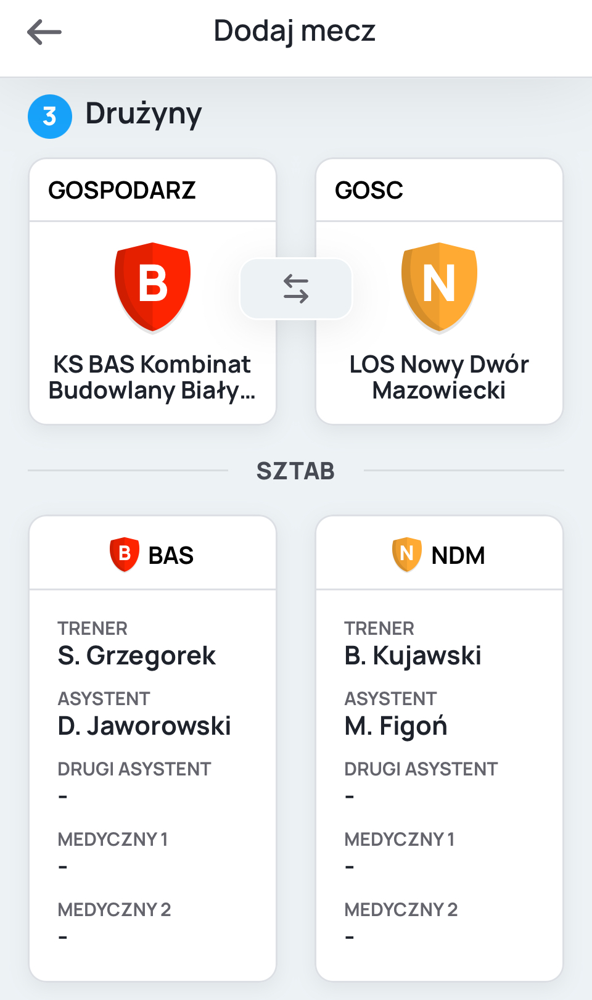 Dodaj mecz
3 Drużyny
GOSPODARZ
B
KS BAS Kombinat
Budowlany Biały...
GOSC
N
LOS Nowy Dwór
Mazowiecki
SZTAB
B BAS
TRENER
S. Grzegorek
ASYSTENT
D. Jaworowski
DRUGI ASYSTENT
-
MEDYCZNY 1
-
MEDYCZNY 2
-
N NDM
TRENER
B. Kujawski
ASYSTENT
M. Figoń
DRUGI ASYSTENT
-
MEDYCZNY 1
-
MEDYCZNY 2
-